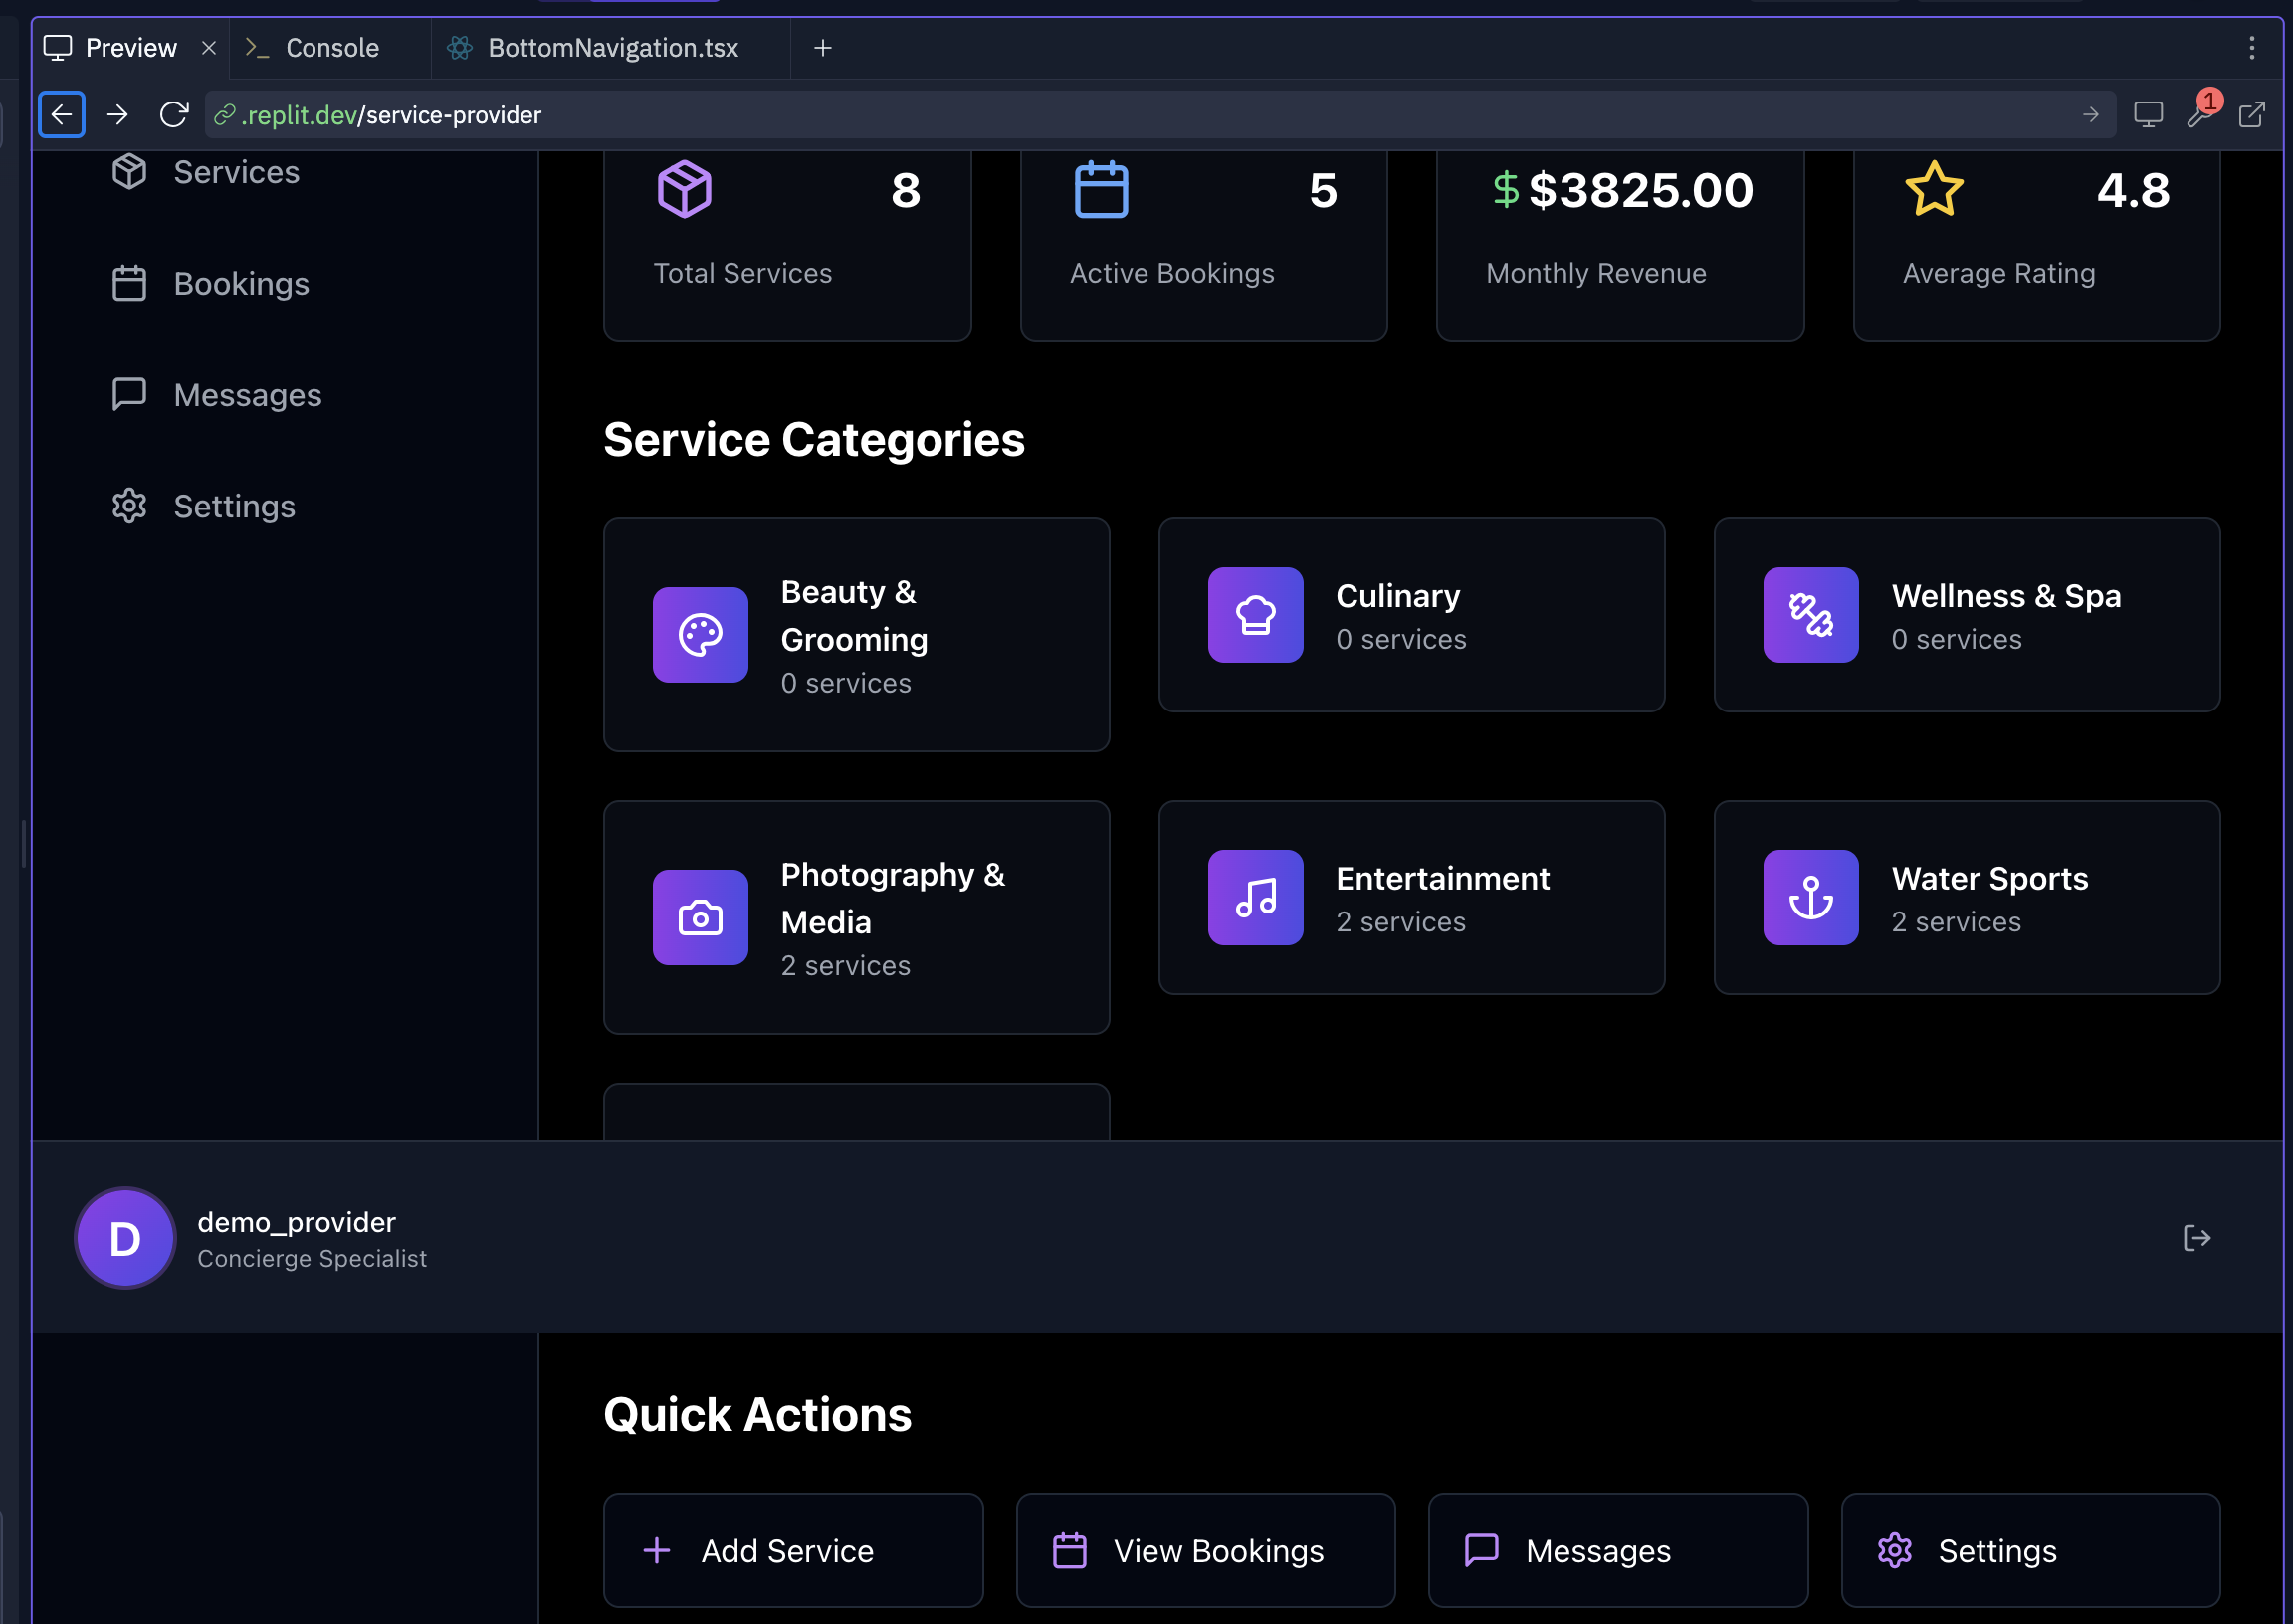 Preview
Console
BottomNavigation.tsx
.replit.dev/service-provider
1
Services
Bookings
Messages
Settings
8
Total Services
5
Active Bookings
$3825.00
Monthly Revenue
4.8
Average Rating
Service Categories
Beauty &
Grooming
0 services
Culinary
0 services
Wellness & Spa
0 services
Photography &
Media
2 services
Entertainment
2 services
Water Sports
2 services
D
demo_provider
Concierge Specialist
Quick Actions
Add Service
View Bookings
Messages
Settings